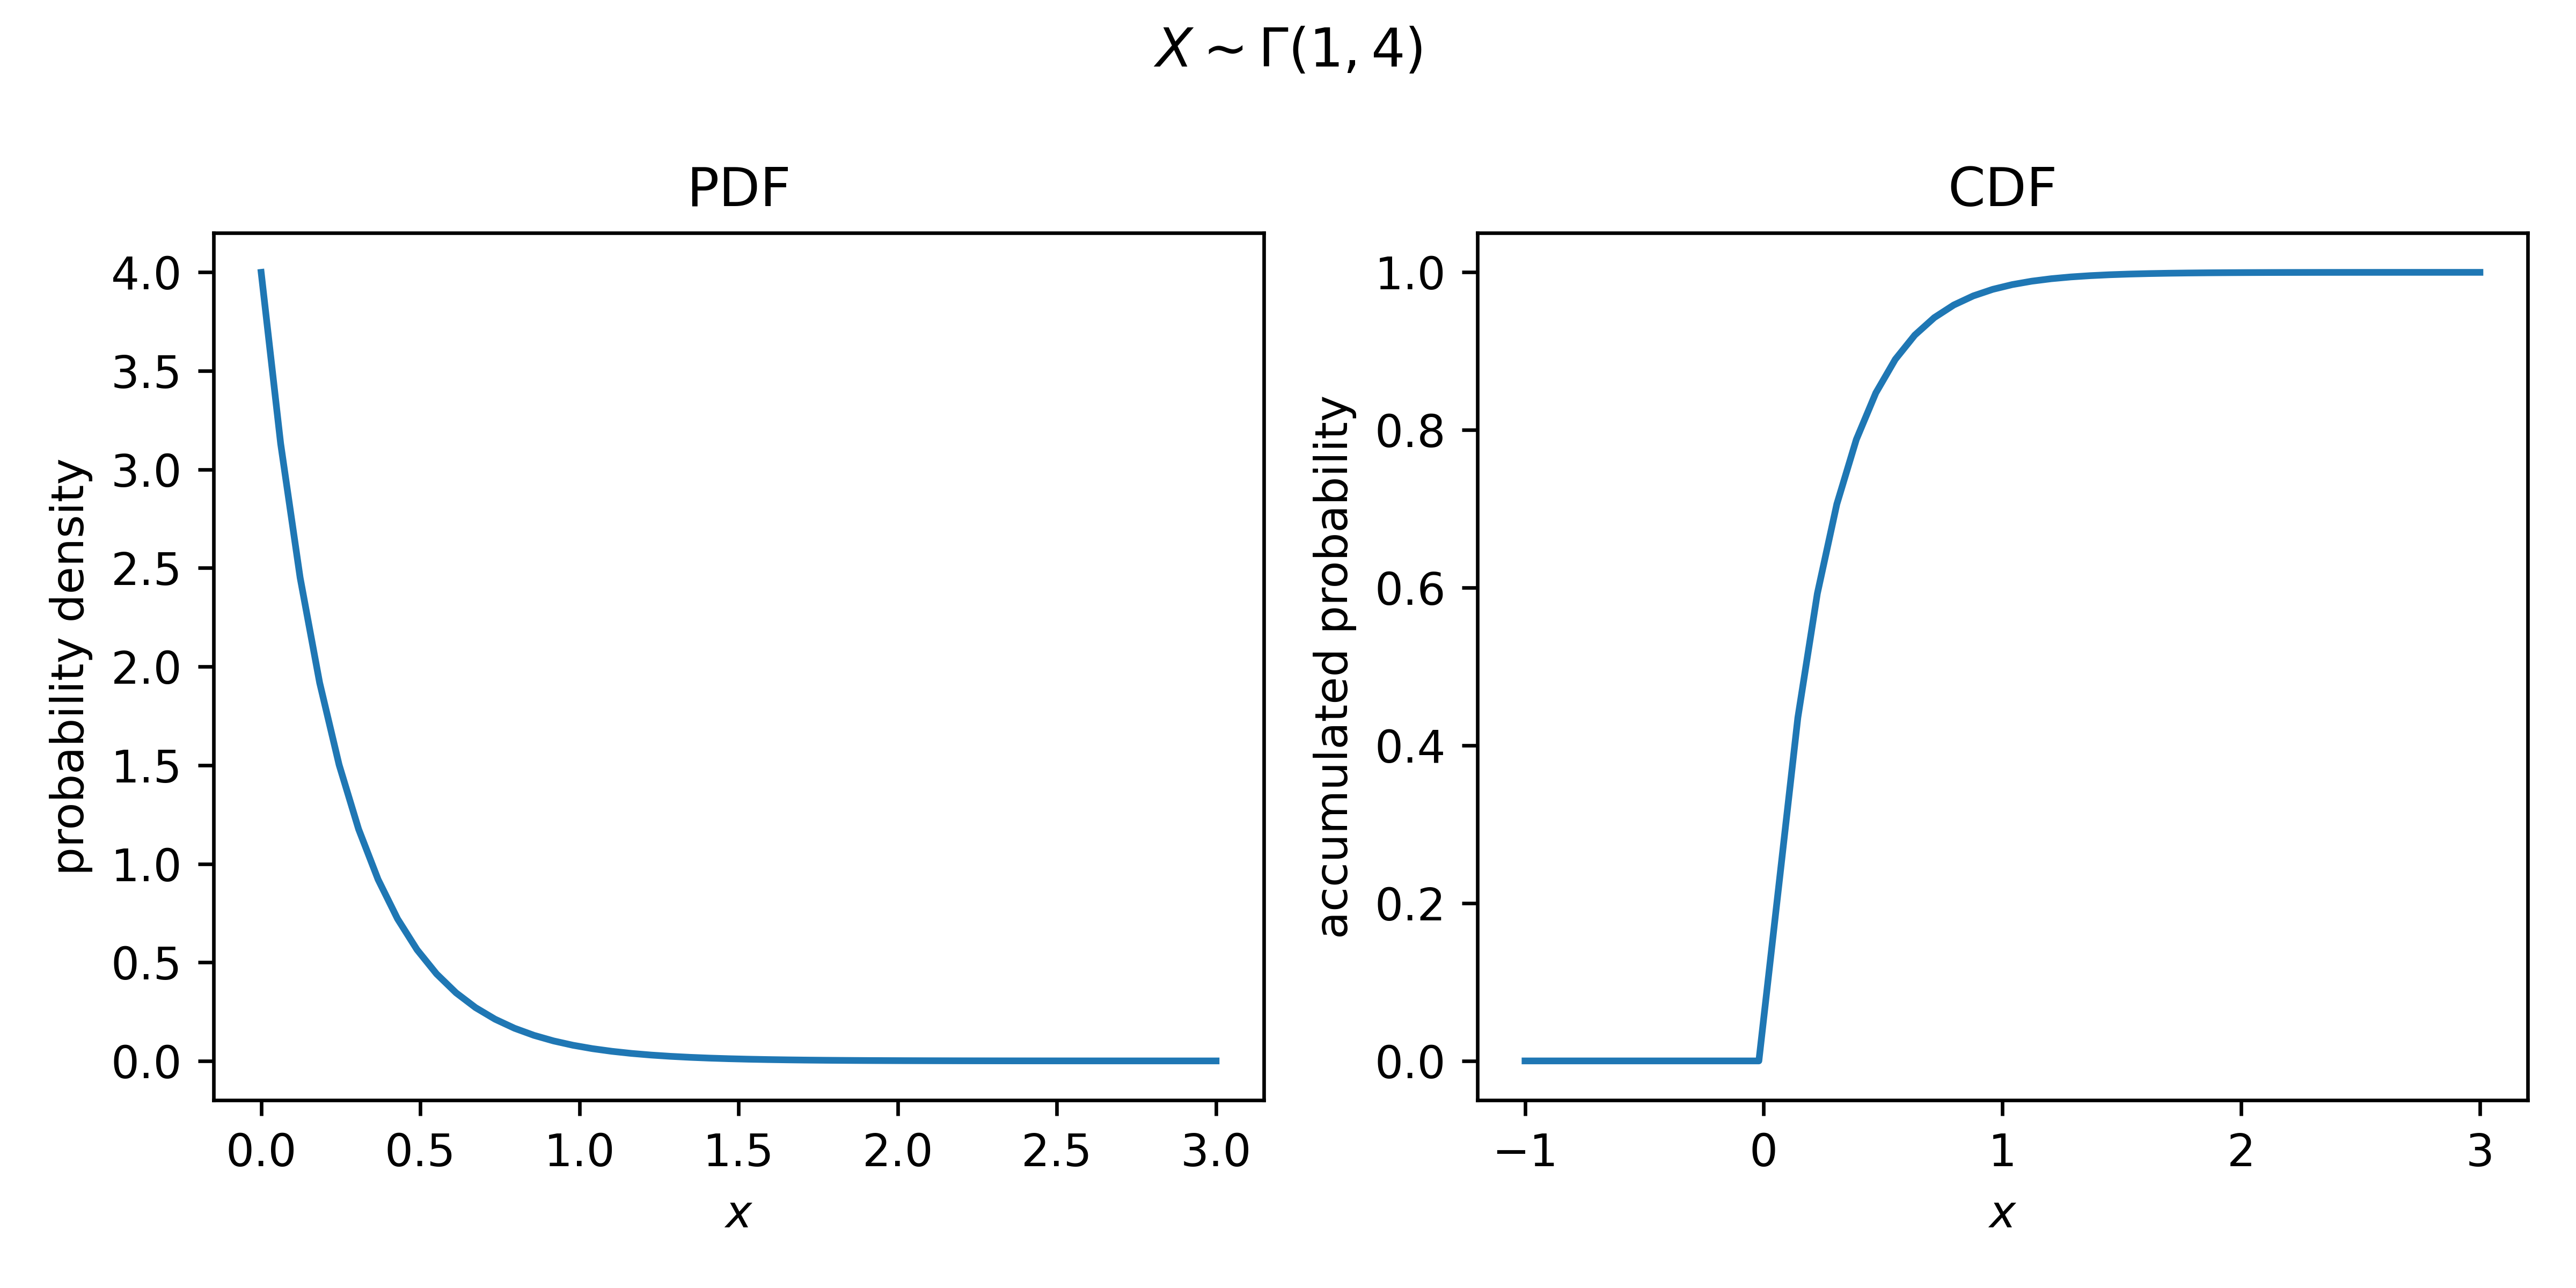 X ∼ Γ(1, 4)
PDF
probability density
4.0
3.5
3.0
2.5
2.0
1.5
1.0
0.5
0.0
0.0 0.5 1.0 1.5 2.0 2.5 3.0
x
CDF
accumulated probability
1.0
0.8
0.6
0.4
0.2
0.0
−1 0 1 2 3
x